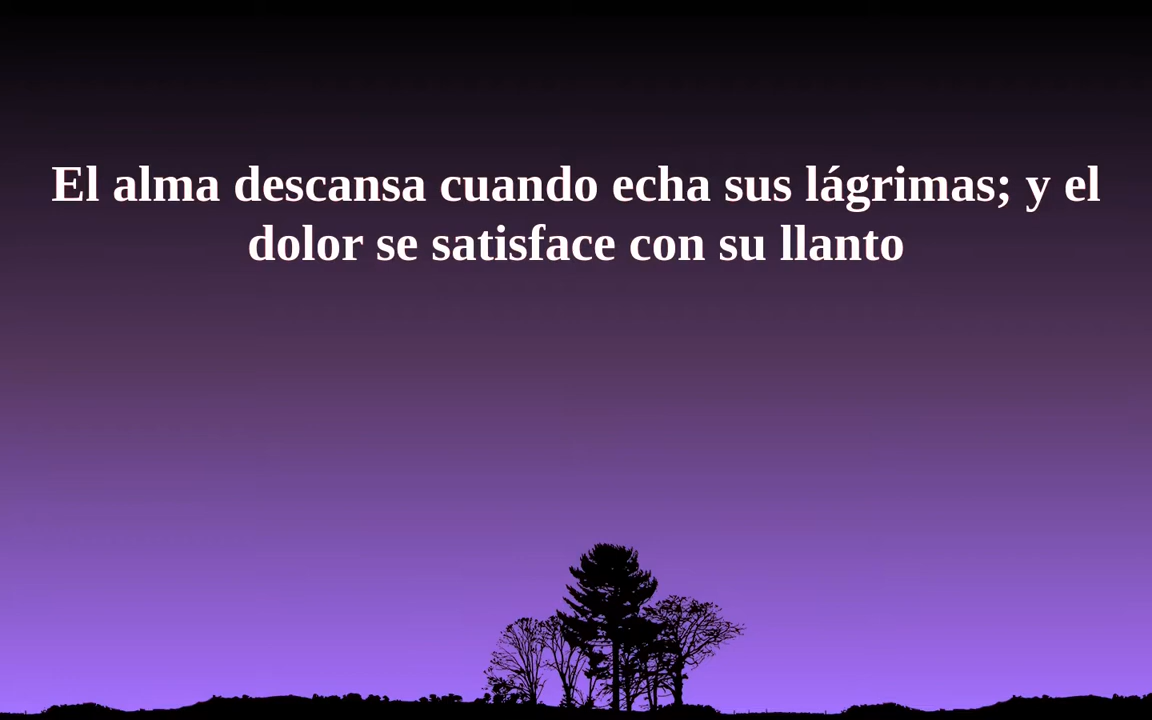 El alma descansa cuando echa sus lágrimas; y el
dolor se satisface con su llanto